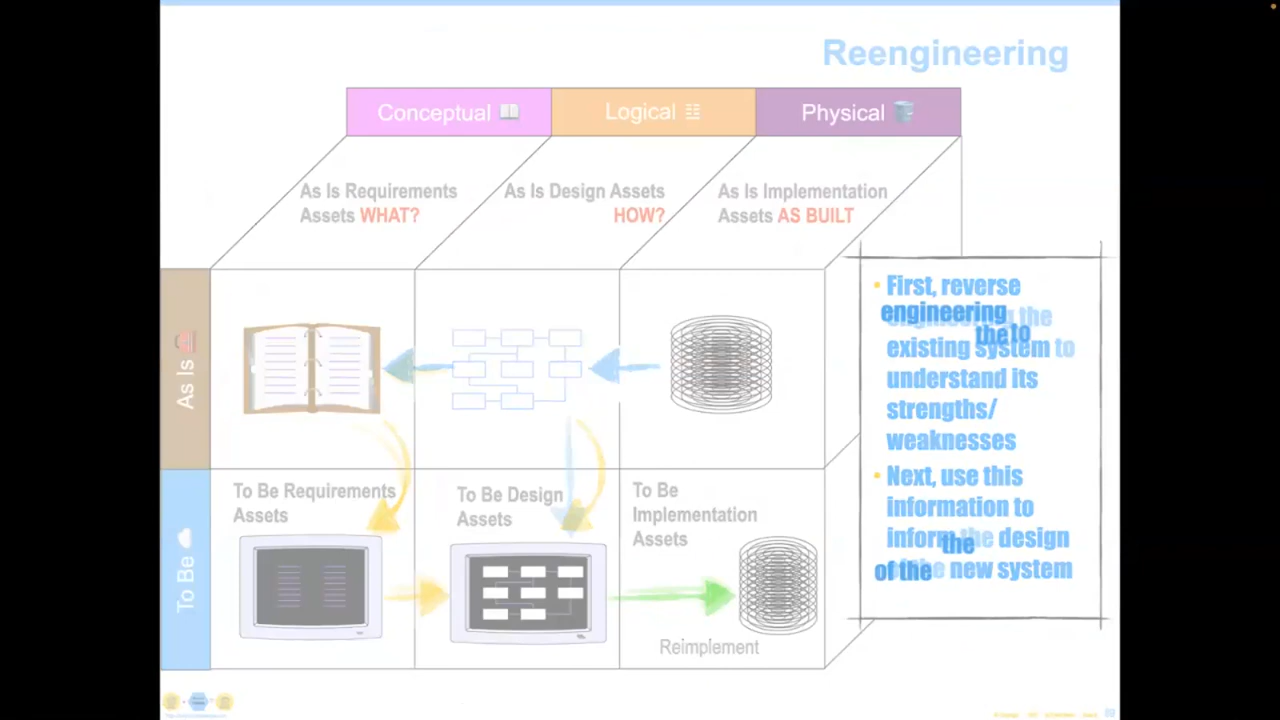 Reengineering
Conceptual
Logical
Physical
As Is Requirements
Assets WHAT?
As Is Design Assets
HOW?
As Is Implementation
Assets AS BUILT
As Is
To Be
To Be Requirements
Assets
To Be Design
Assets
To Be
Implementation
Assets
Reimplement
First, reverse
engineering the
existing system to
understand its
strengths/
weaknesses
Next, use this
information to
inform the design
of the new system